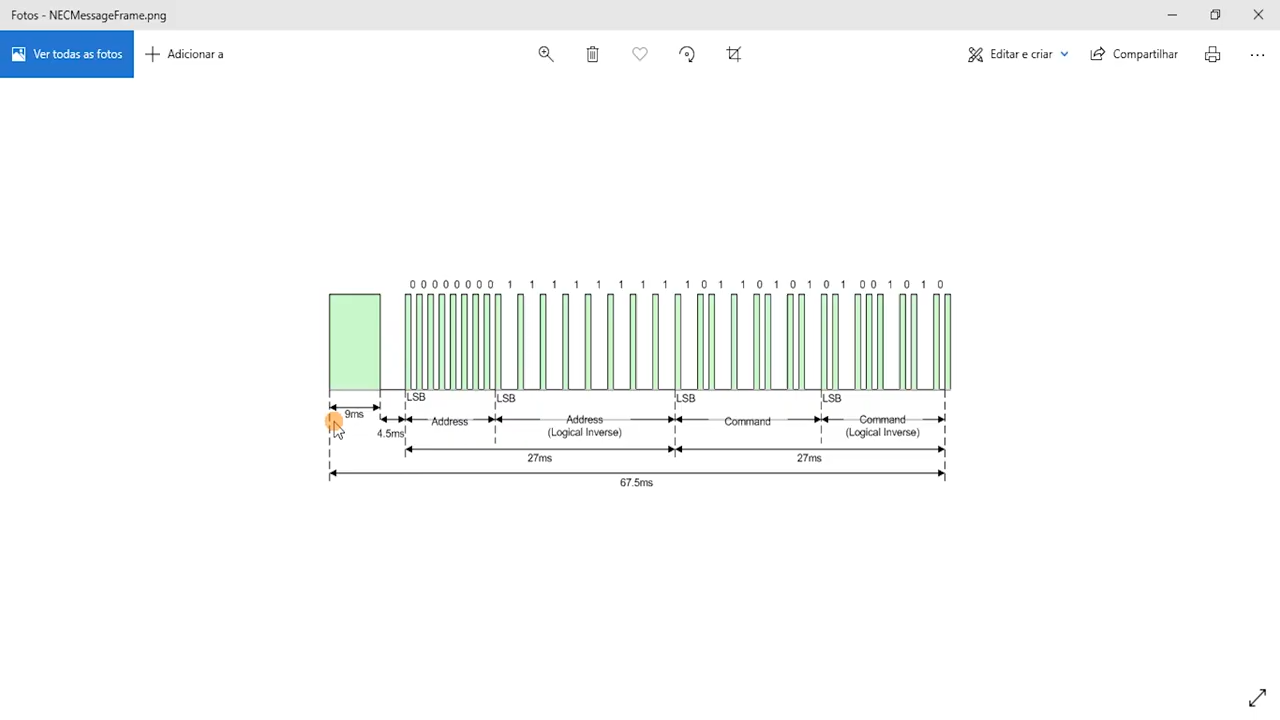 Fotos - NECMessageFrame.png
Ver todas as fotos
Adicionar a
Editar e criar
Compartilhar
0 0 0 0 0 0 0 0 1 1 1 1 1 1 1 1 1 0 1 1 0 1 0 1 0 1 0 0 1 0 1 0
LSB LSB LSB LSB
9ms
4.5ms
Address
Address
(Logical Inverse)
Command
Command
(Logical Inverse)
27ms 27ms
67.5ms